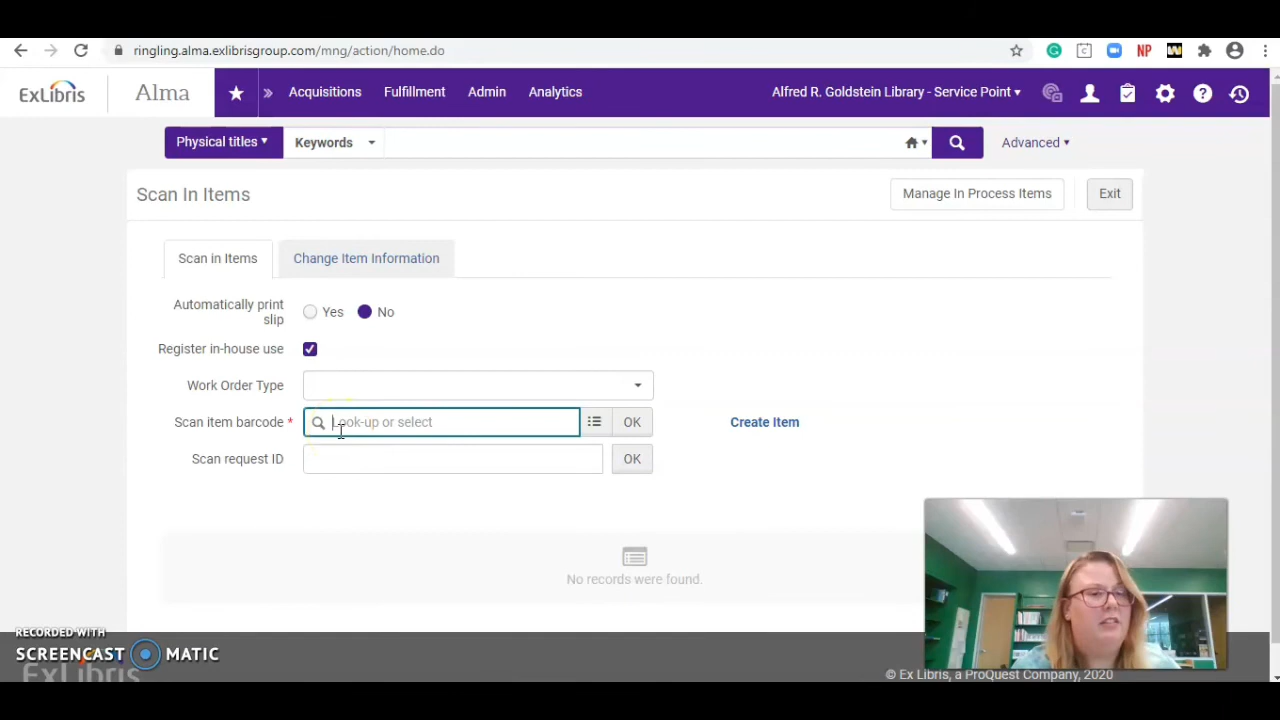 ringling.alma.exlibrisgroup.com/mng/action/home.do
NP
ExLibris
Alma
Acquisitions
Fulfillment
Admin
Analytics
Alfred R. Goldstein Library - Service Point
Physical titles
Keywords
Advanced
Scan In Items
Manage In Process Items
Exit
Scan in Items
Change Item Information
Automatically print
slip
Yes
No
Register in-house use
Work Order Type
Scan item barcode *
Look-up or select
OK
Create Item
Scan request ID
OK
No records were found.
RECORDED WITH
SCREENCAST MATIC
ExLibris
© Ex Libris, a ProQuest Company, 2020